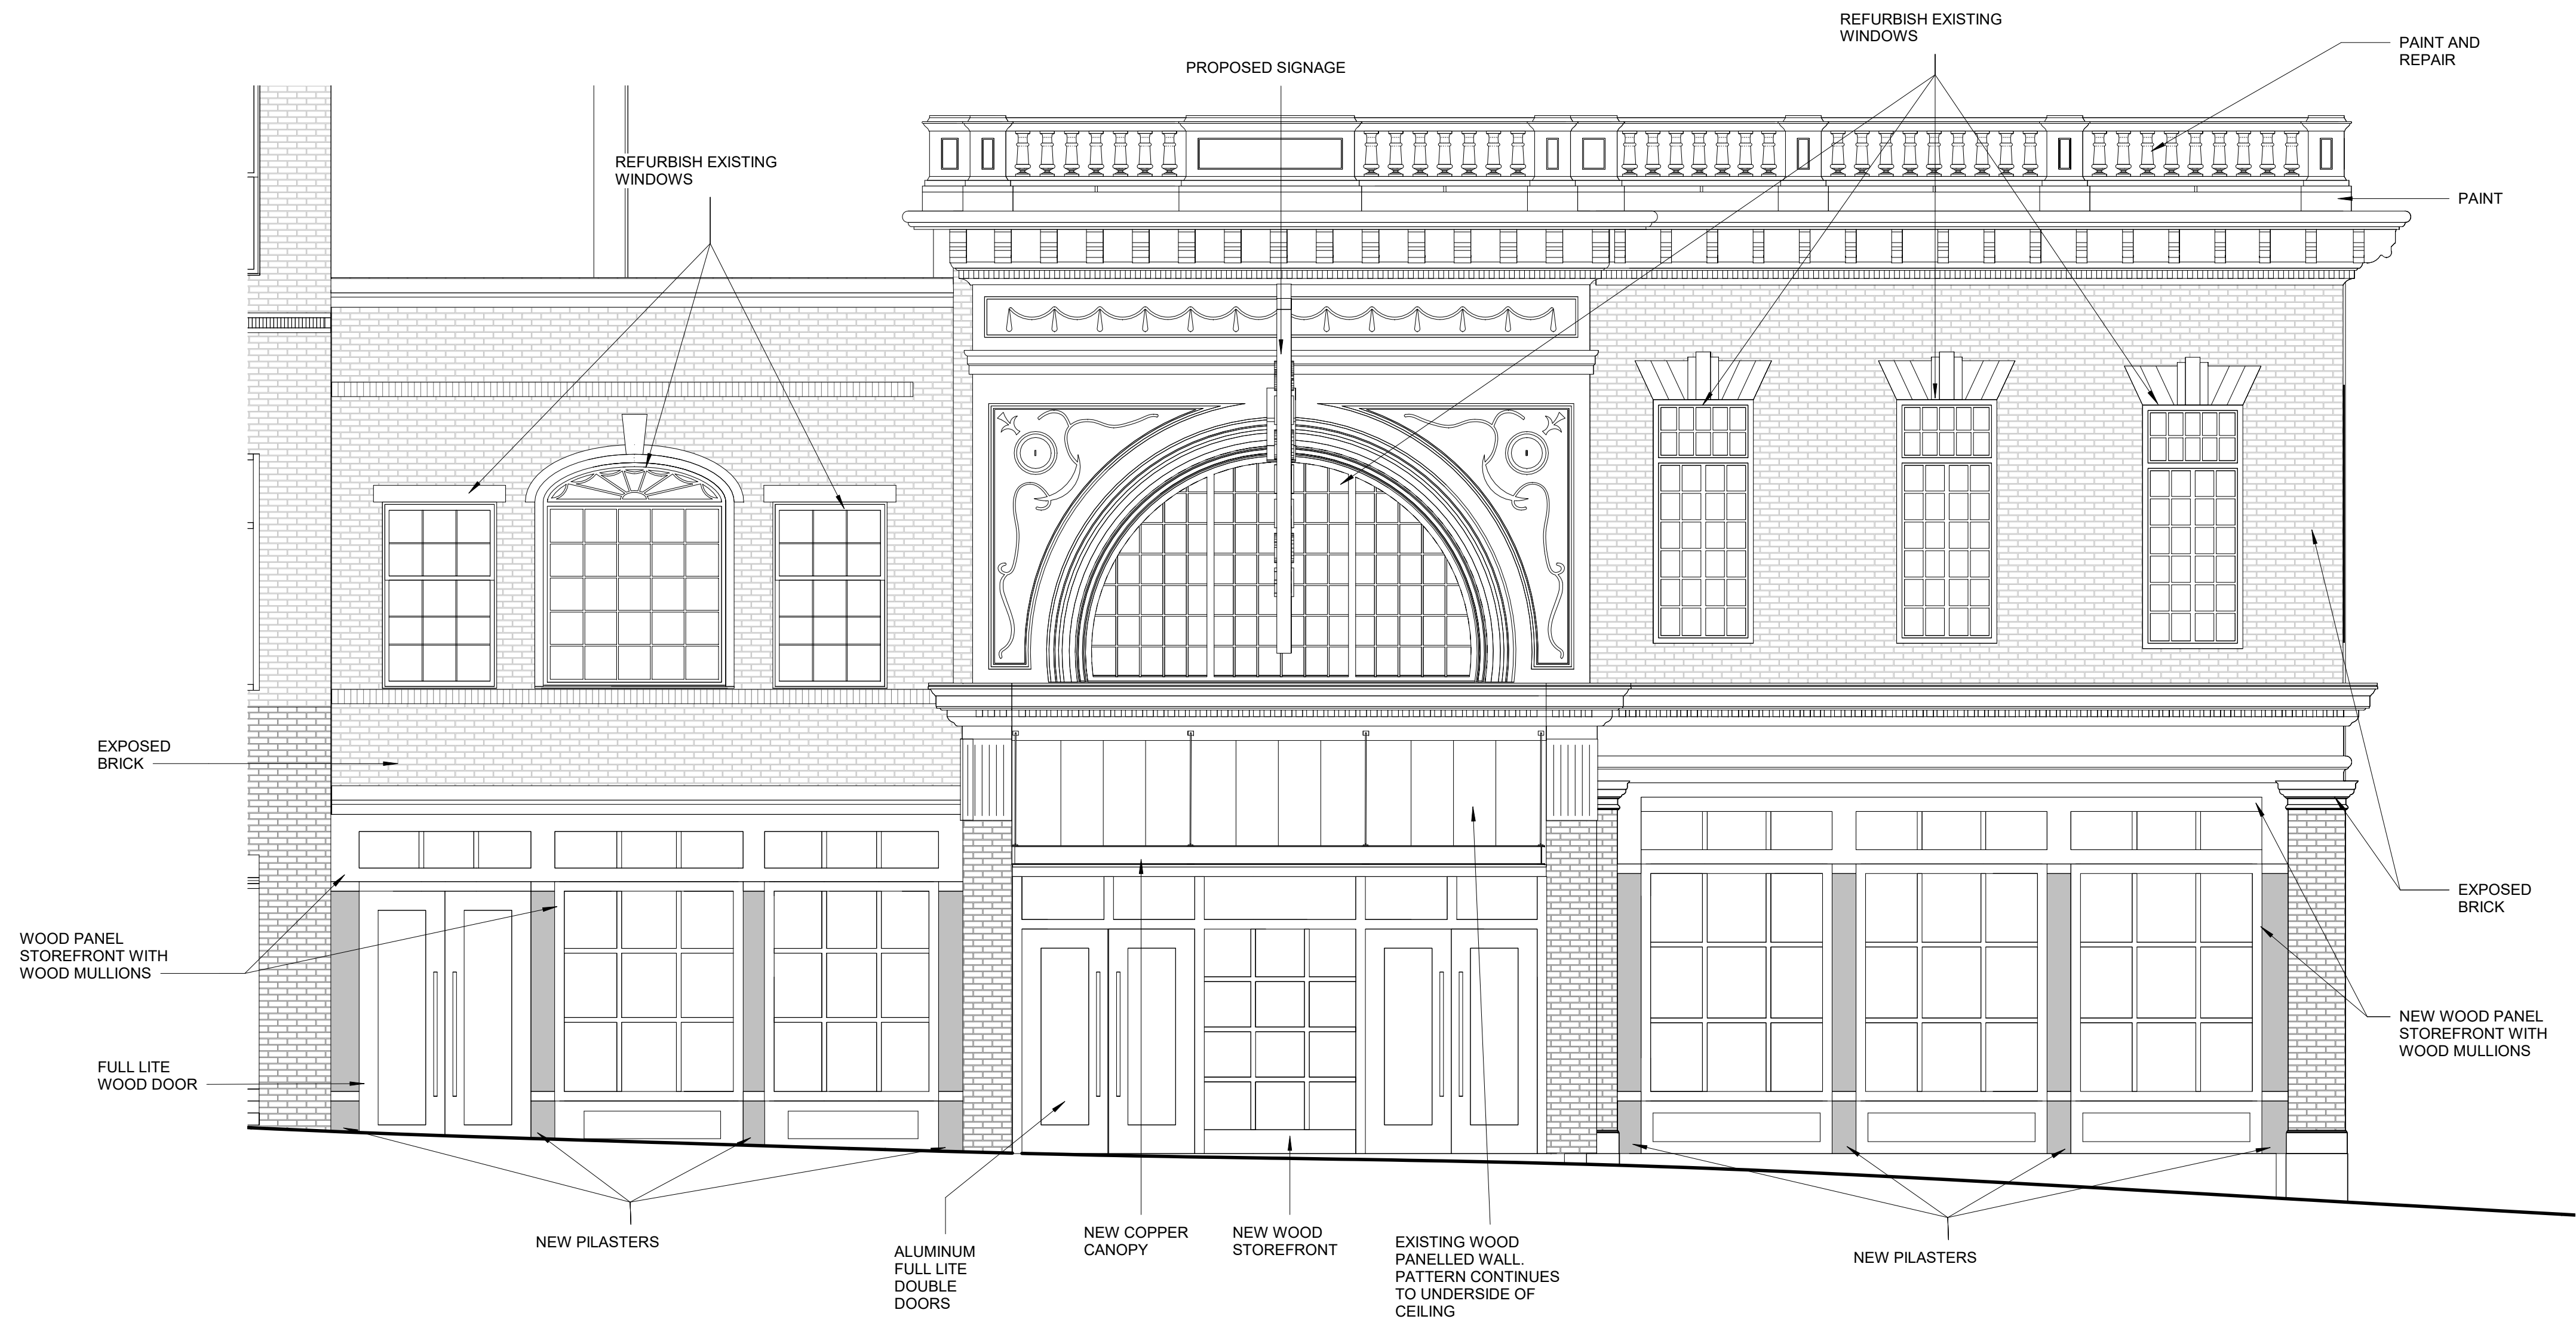 REFURBISH EXISTING
WINDOWS
PAINT AND
REPAIR
PROPOSED SIGNAGE
REFURBISH EXISTING
WINDOWS
PAINT
EXPOSED
BRICK
EXPOSED
BRICK
WOOD PANEL
STOREFRONT WITH
WOOD MULLIONS
NEW WOOD PANEL
STOREFRONT WITH
WOOD MULLIONS
FULL LITE
WOOD DOOR
NEW PILASTERS
ALUMINUM
FULL LITE
DOUBLE
DOORS
NEW COPPER
CANOPY
NEW WOOD
STOREFRONT
EXISTING WOOD
PANELLED WALL.
PATTERN CONTINUES
TO UNDERSIDE OF
CEILING
NEW PILASTERS